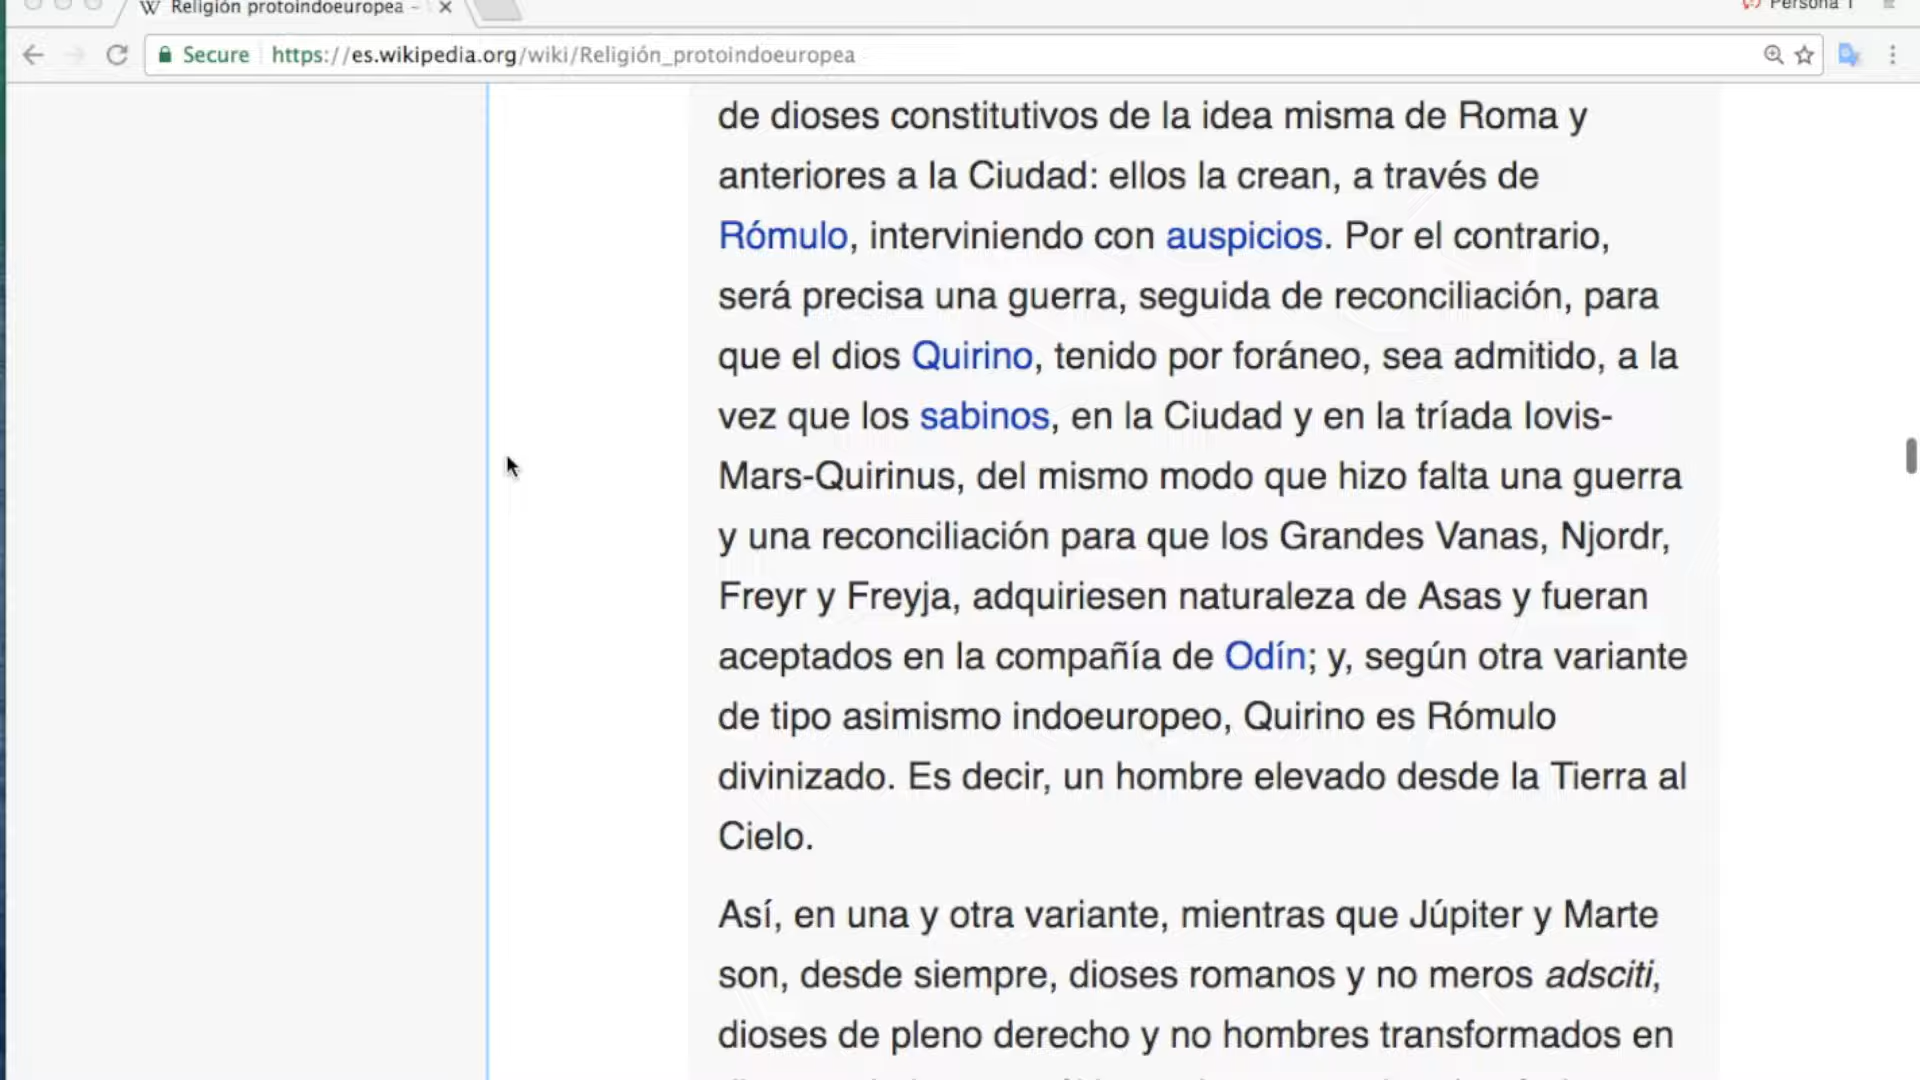 Religión protoindoeuropea -
Persona 1
Secure https://es.wikipedia.org/wiki/Religión_protoindoeuropea
de dioses constitutivos de la idea misma de Roma y
anteriores a la Ciudad: ellos la crean, a través de
Rómulo, interviniendo con auspicios. Por el contrario,
será precisa una guerra, seguida de reconciliación, para
que el dios Quirino, tenido por foráneo, sea admitido, a la
vez que los sabinos, en la Ciudad y en la tríada Iovis-
Mars-Quirinus, del mismo modo que hizo falta una guerra
y una reconciliación para que los Grandes Vanas, Njordr,
Freyr y Freyja, adquiriesen naturaleza de Asas y fueran
aceptados en la compañía de Odín; y, según otra variante
de tipo asimismo indoeuropeo, Quirino es Rómulo
divinizado. Es decir, un hombre elevado desde la Tierra al
Cielo.
Así, en una y otra variante, mientras que Júpiter y Marte
son, desde siempre, dioses romanos y no meros adsciti,
dioses de pleno derecho y no hombres transformados en